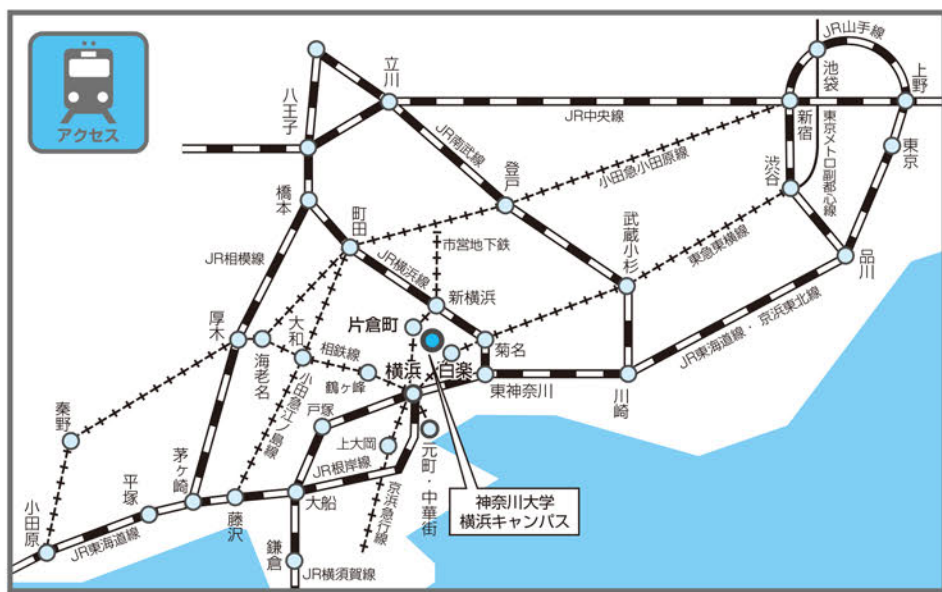 アクセス
JR山手線
池袋
上野
立川
八王子
JR中央線
新宿
東京メトロ副都心線
東京
JR南武線
登戸
小田急小田原線
渋谷
橋本
町田
市営地下鉄
武蔵小杉
東急東横線
品川
JR相模線
JR横浜線
新横浜
JR東海道線・京浜東北線
厚木
海老名
大和
片倉町
菊名
相鉄線
鶴ヶ峰
横浜
白楽
東神奈川
川崎
秦野
小田急江ノ島線
戸塚
上大岡
元町・中華街
茅ヶ崎
JR根岸線
平塚
小田原
藤沢
大船
京浜急行線
神奈川大学
横浜キャンパス
JR東海道線
鎌倉
JR横須賀線